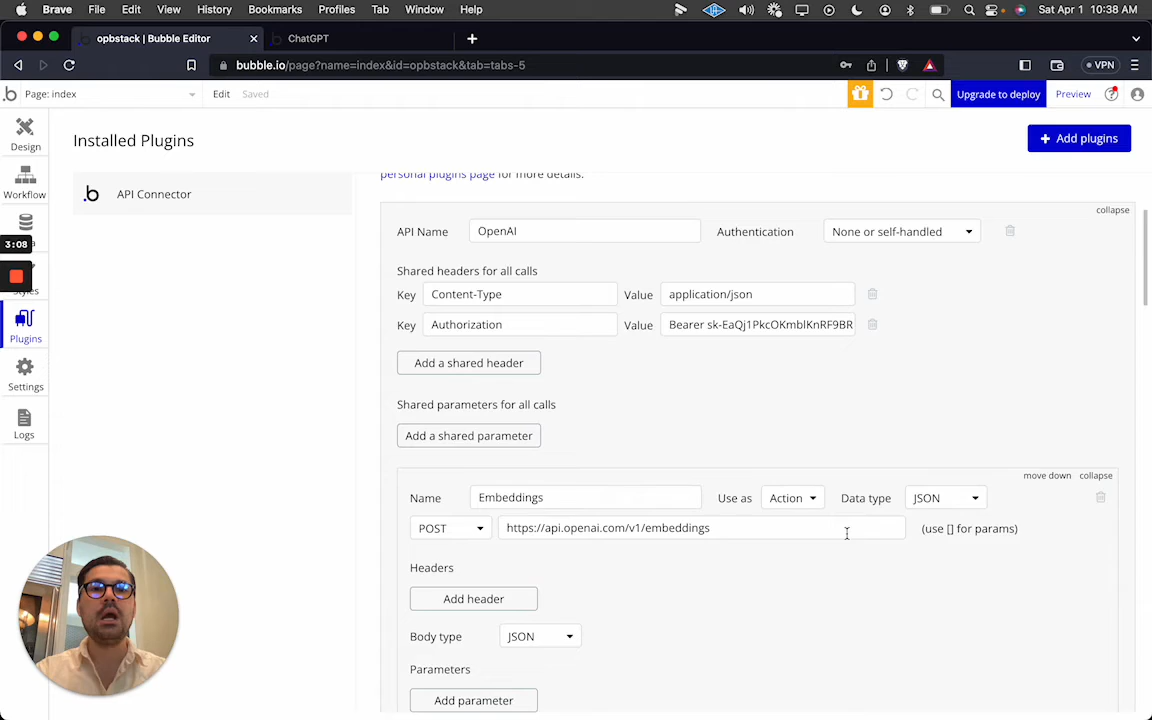 Brave File Edit View History Bookmarks Profiles Tab Window Help Sat Apr 1 10:38 AM
opbstack | Bubble Editor ChatGPT
bubble.io/page?name=index&id=opbstack&tab=tabs-5 VPN
Page: index Edit Saved Upgrade to deploy Preview
Design
Workflow
3:08
Plugins
Settings
Logs
Installed Plugins
Add plugins
API Connector
personal plugins page for more details.
collapse
API Name OpenAI Authentication None or self-handled
Shared headers for all calls
Key Content-Type Value application/json
Key Authorization Value Bearer sk-EaQj1PkcOKmblKnRF9BR
Add a shared header
Shared parameters for all calls
Add a shared parameter
move down collapse
Name Embeddings Use as Action Data type JSON
POST https://api.openai.com/v1/embeddings (use [] for params)
Headers
Add header
Body type JSON
Parameters
Add parameter